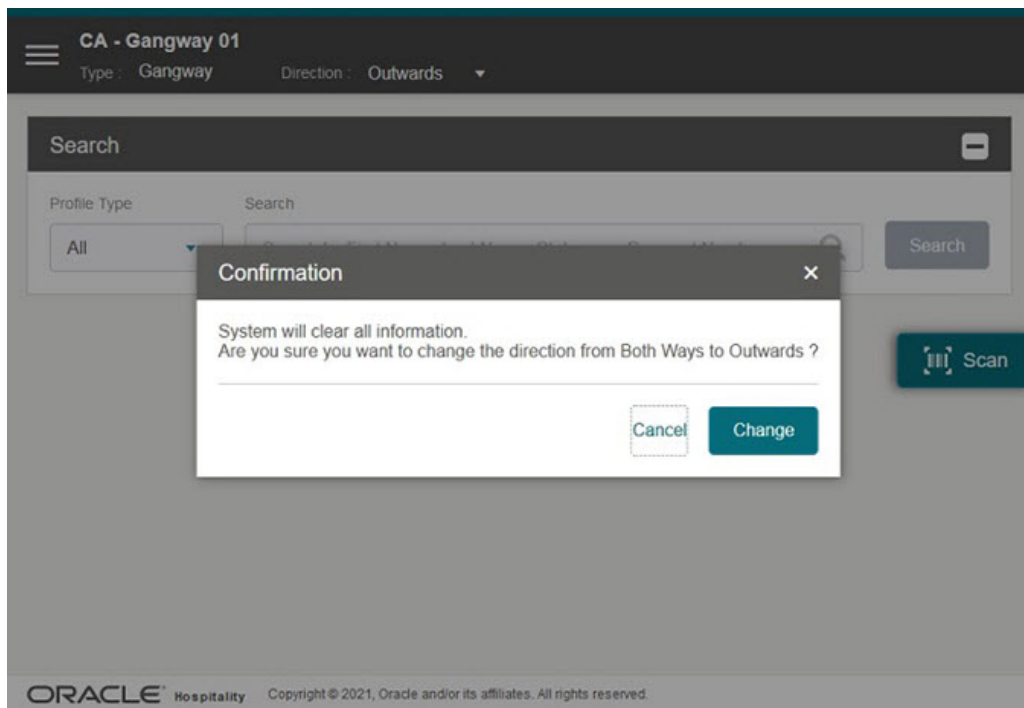 CA - Gangway 01
Type : Gangway Direction : Outwards
Search
Profile Type Search
All Search
Confirmation
System will clear all information.
Are you sure you want to change the direction from Both Ways to Outwards ?
Scan
Cancel Change
ORACLE Hospitality Copyright © 2021, Oracle and/or its affiliates. All rights reserved.